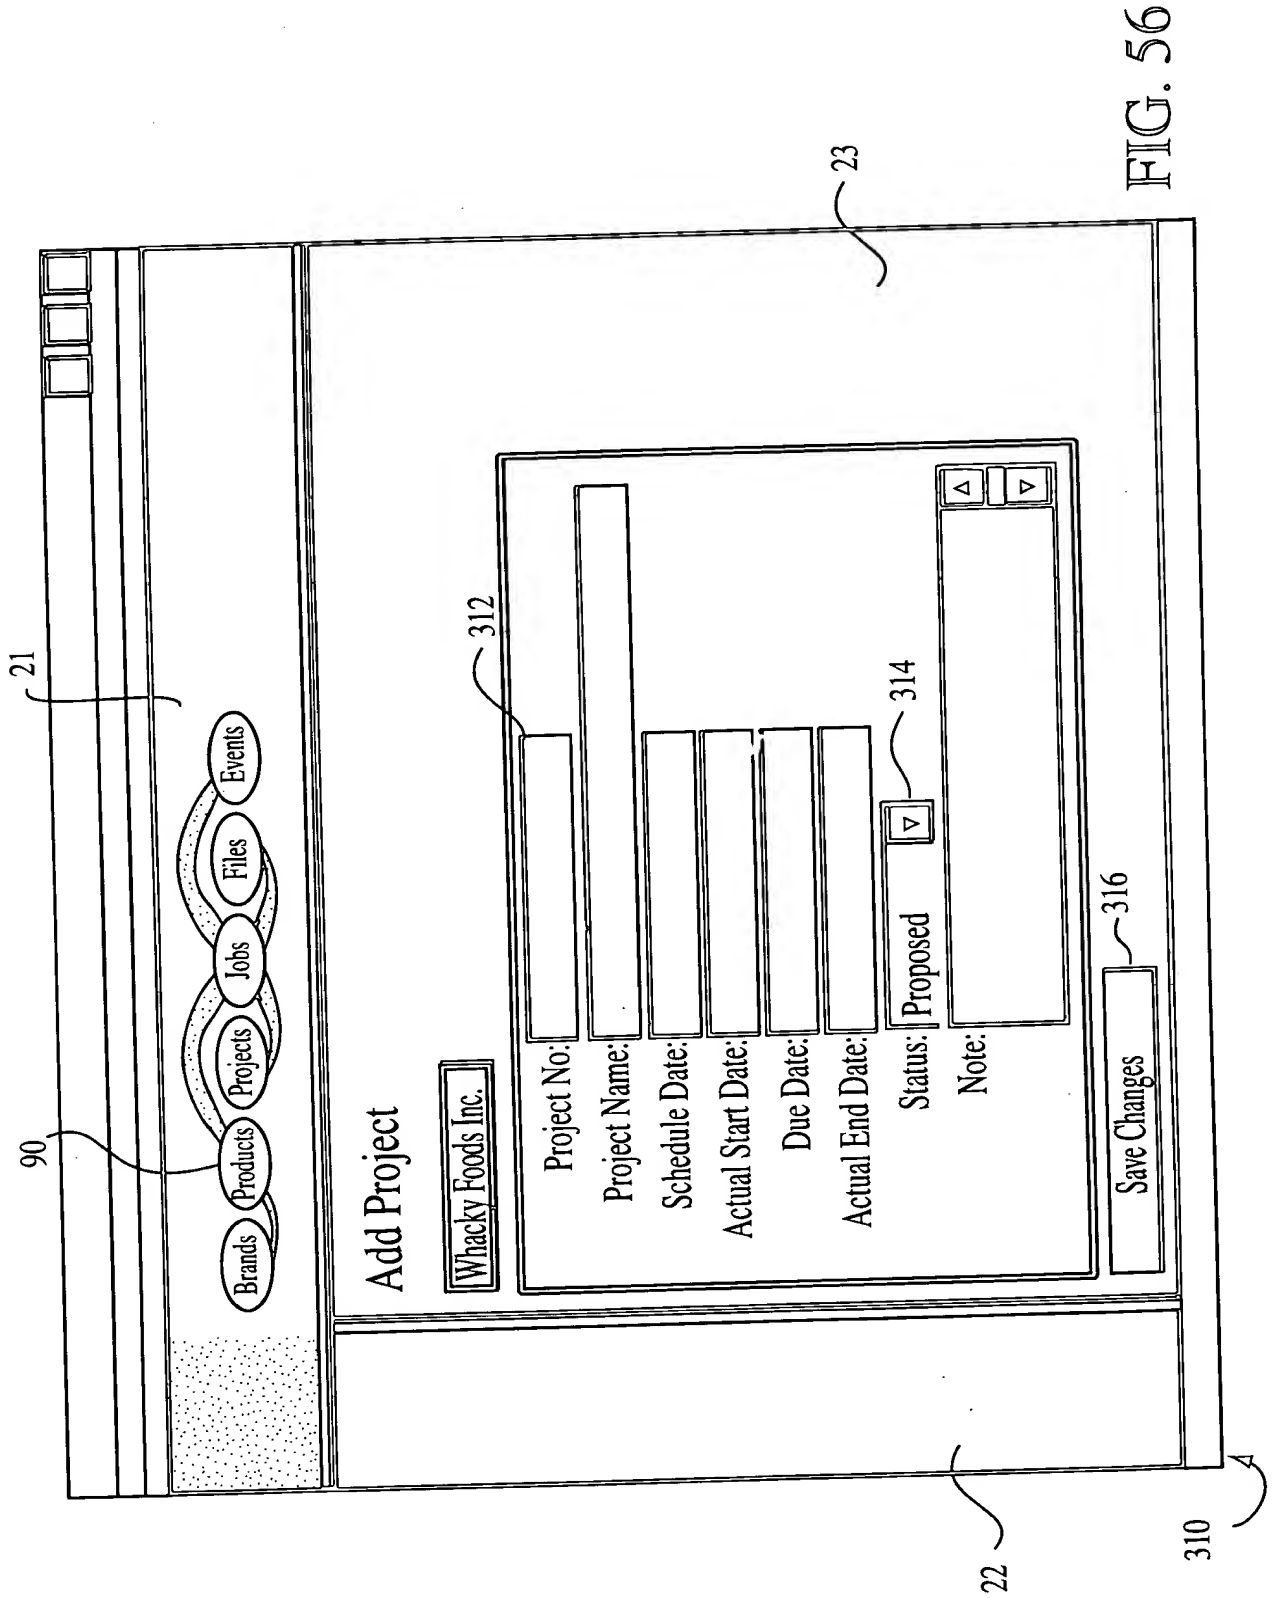 21
90
Brands Products Projects Jobs Files Events
Add Project
Whacky Foods Inc.
312
Project No:
Project Name:
Schedule Date:
Actual Start Date:
Due Date:
Actual End Date:
Status: Proposed
314
Note:
Save Changes
316
22
23
310
FIG. 56